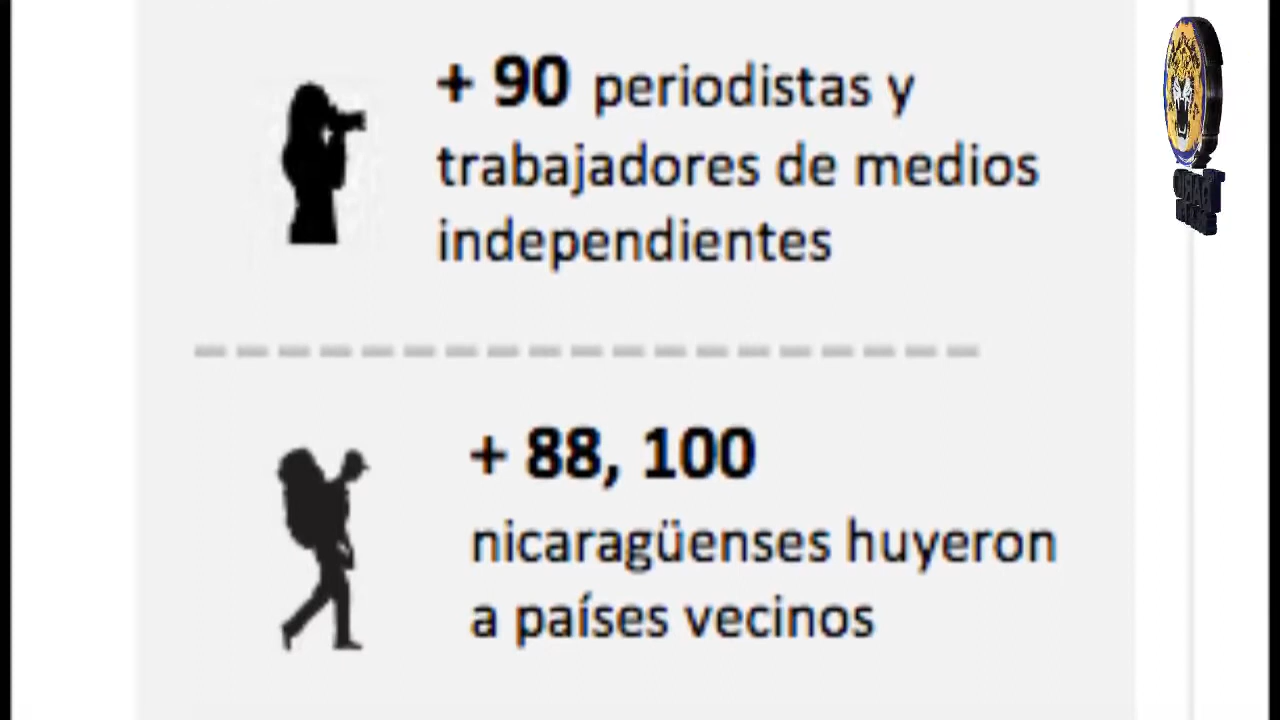 + 90 periodistas y
trabajadores de medios
independientes
+ 88, 100
nicaragüenses huyeron
a países vecinos